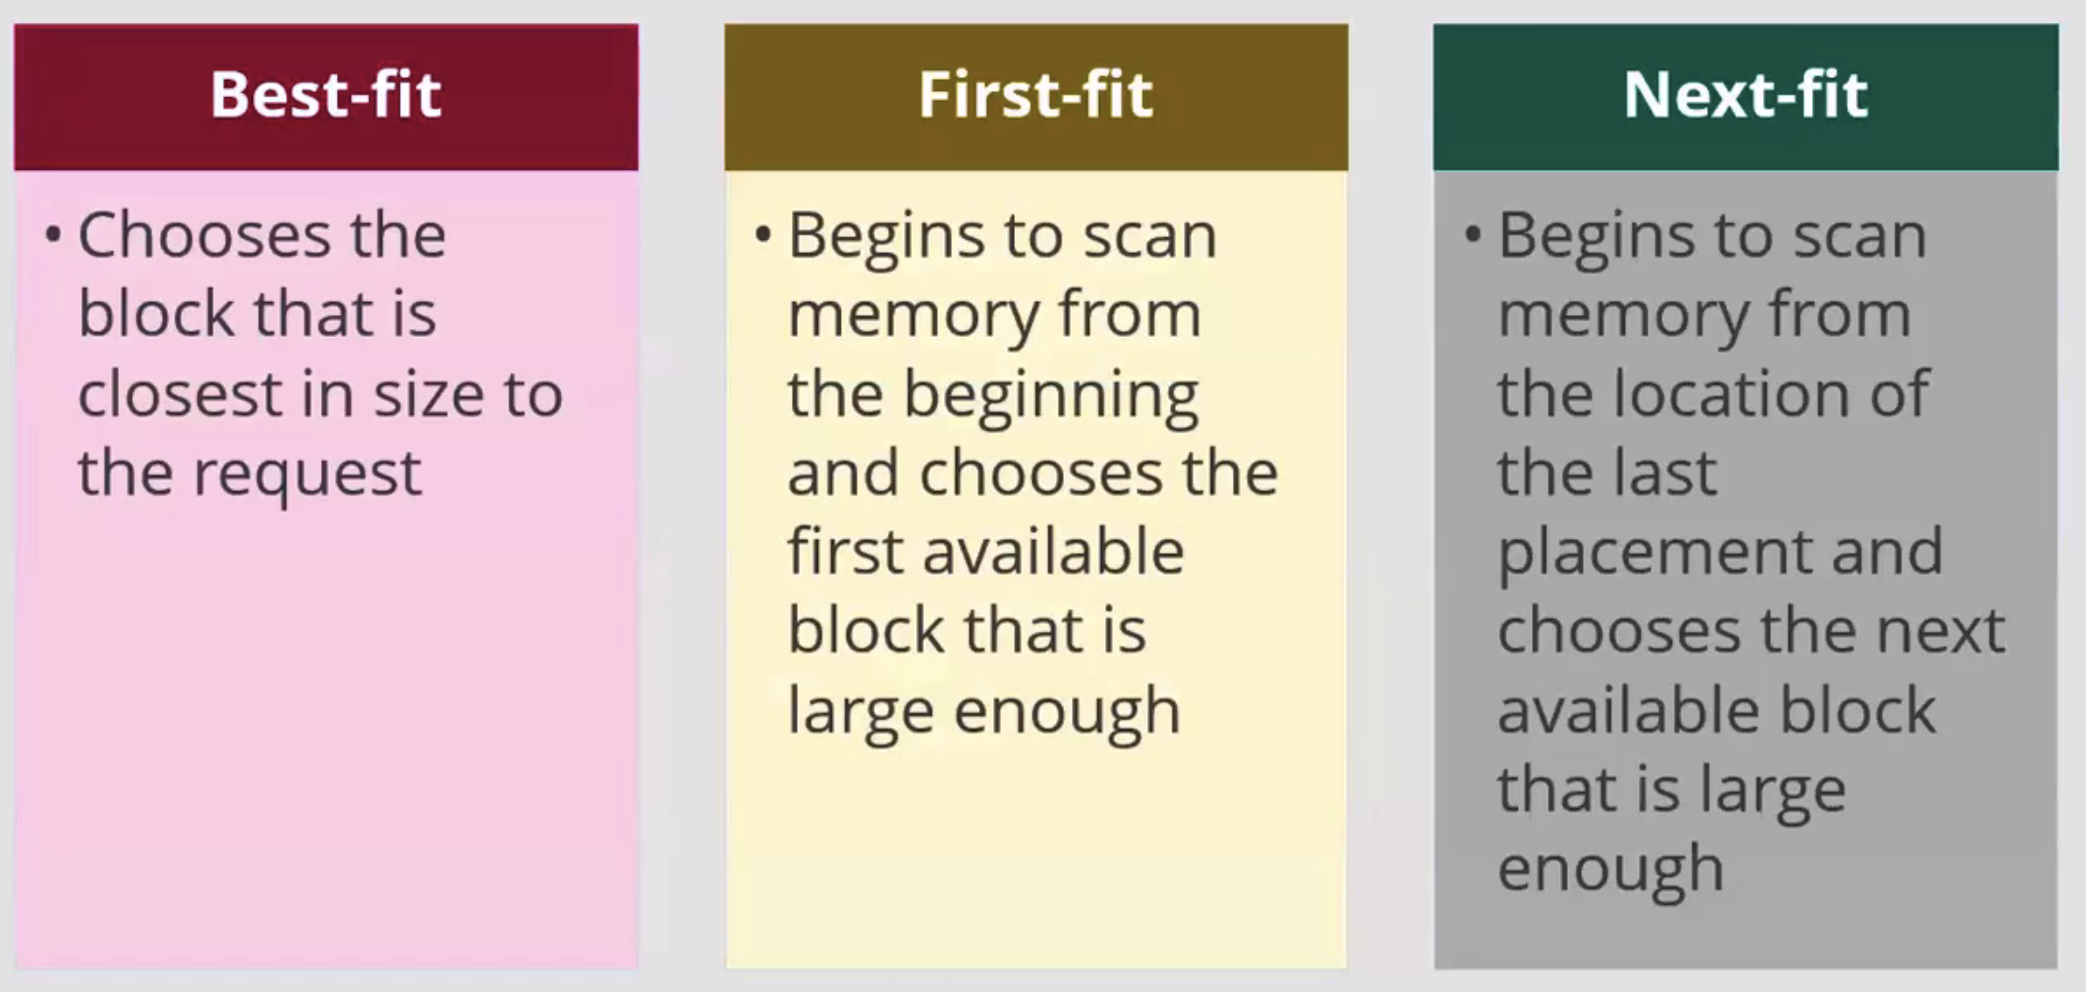 Best-fit
• Chooses the
block that is
closest in size to
the request
First-fit
• Begins to scan
memory from
the beginning
and chooses the
first available
block that is
large enough
Next-fit
• Begins to scan
memory from
the location of
the last
placement and
chooses the next
available block
that is large
enough